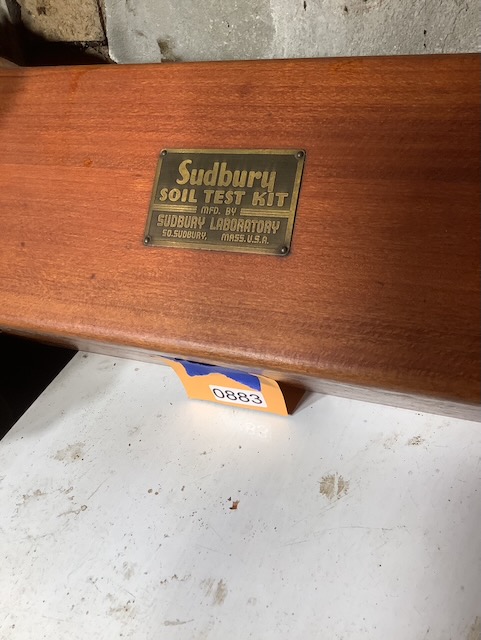 Sudbury
SOIL TEST KIT
MFD. BY
SUDBURY LABORATORY
SO. SUDBURY, MASS. U.S.A.
0883